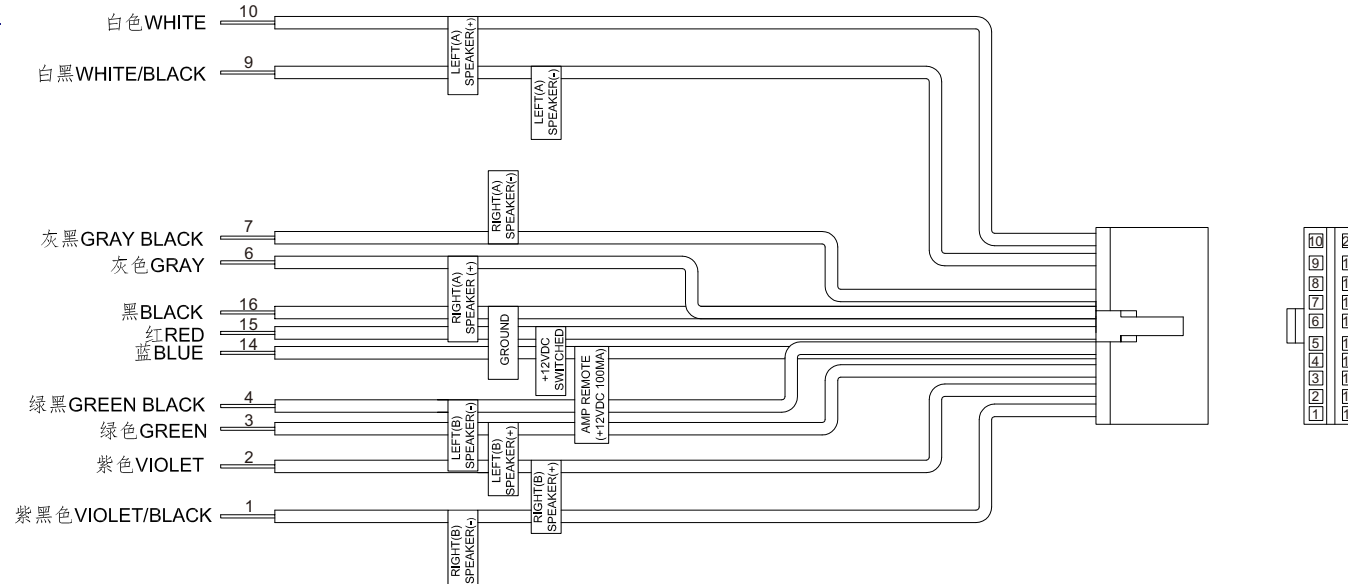 白色WHITE 10
白黑WHITE/BLACK 9
LEFT(A)
SPEAKER(+)
LEFT(A)
SPEAKER(-)
RIGHT(A)
SPEAKER(-)
灰黑GRAY BLACK 7
灰色GRAY 6
RIGHT(A)
SPEAKER (+)
黑BLACK 16
红RED 15
蓝BLUE 14
GROUND
+12VDC
SWITCHED
AMP REMOTE
(+12VDC 100MA)
绿黑GREEN BLACK 4
绿色GREEN 3
紫色VIOLET 2
紫黑色VIOLET/BLACK 1
LEFT(B)
SPEAKER(-)
LEFT(B)
SPEAKER(+)
RIGHT(B)
SPEAKER(+)
RIGHT(B)
SPEAKER(-)
10
9
8
7
6
5
4
3
2
1